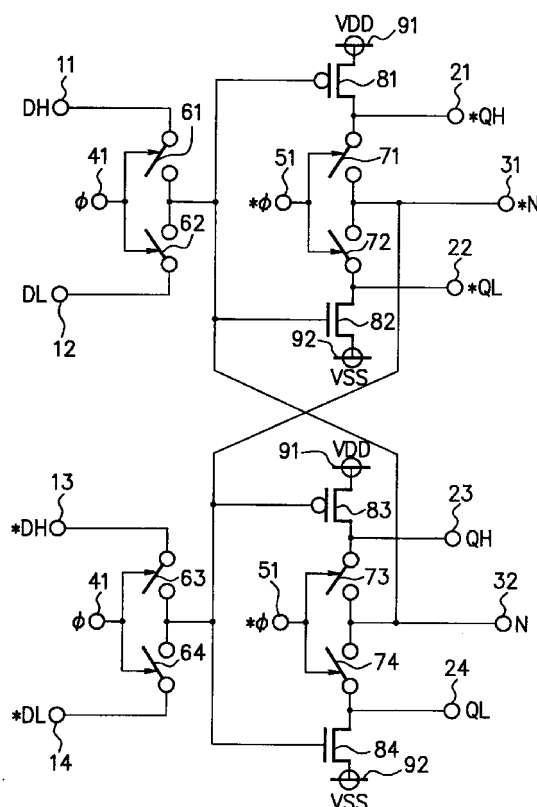 VDD 91
11 81 21
DH 61 *QH
41 51 71 31
φ *φ *N
62 72 22
DL *QL
12 92 82
VSS
VDD
91
13 83 23
*DH QH
41 63 51 73 32
φ *φ N
64 74 24
*DL QL
14 84
92
VSS